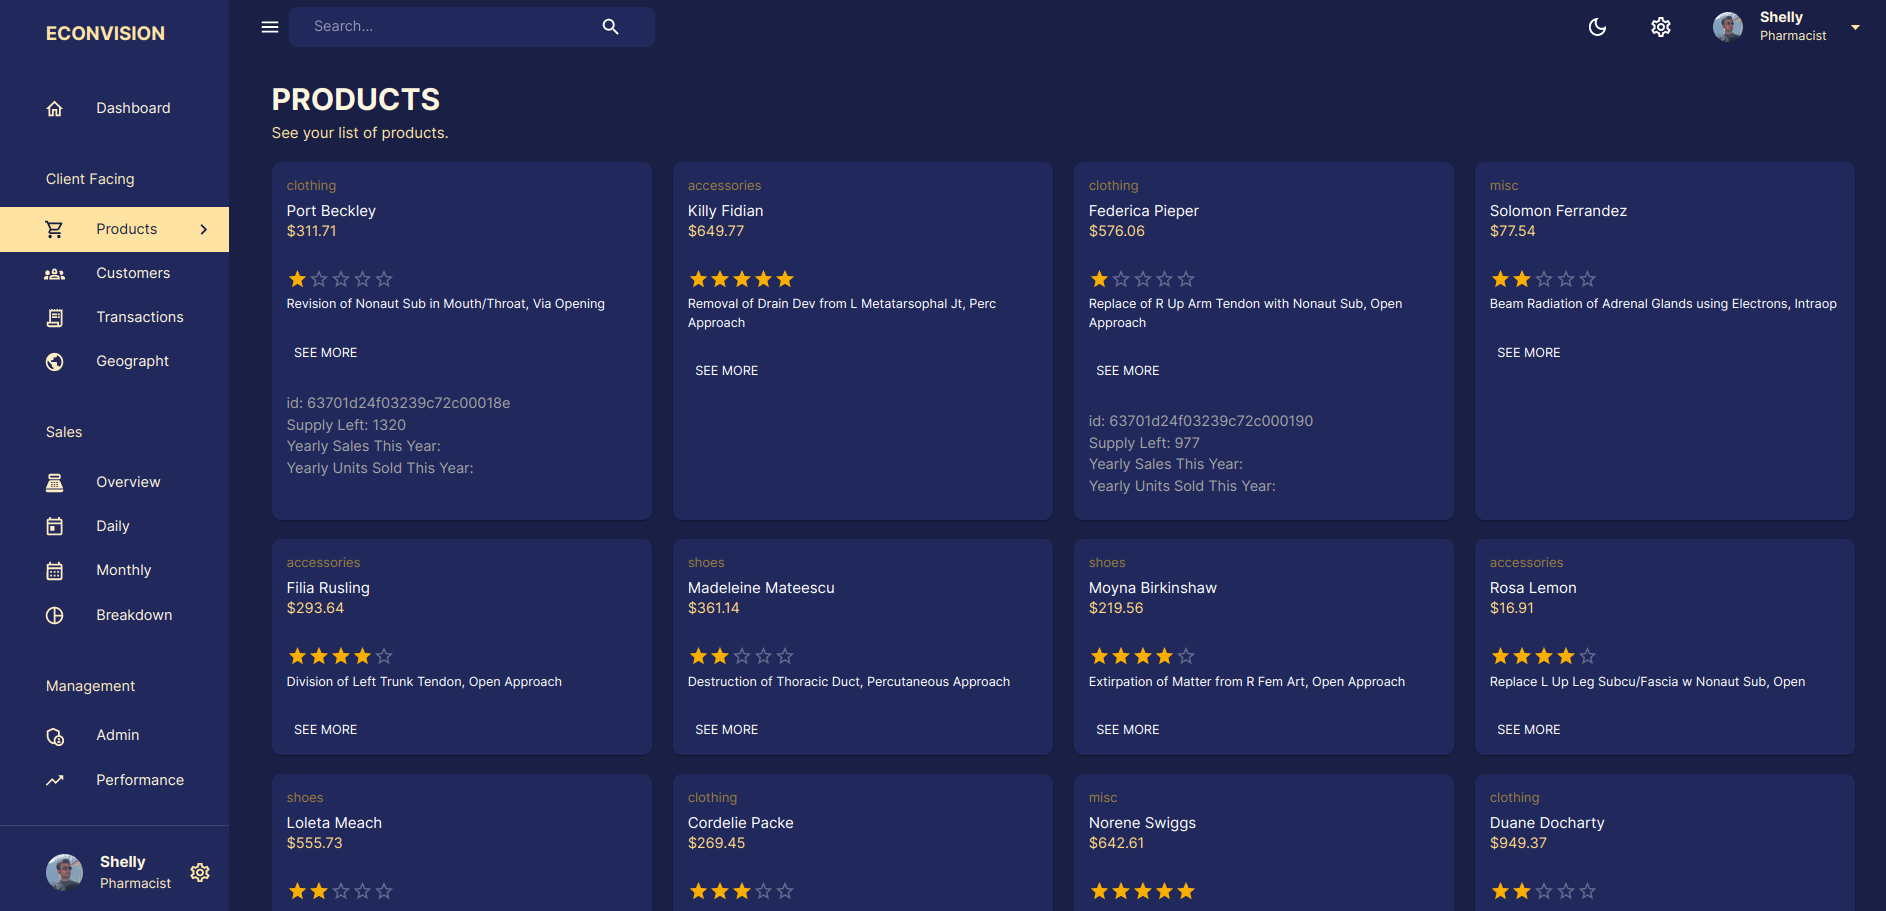 ECONVISION
Dashboard
Client Facing
Products
Customers
Transactions
Geographt
Sales
Overview
Daily
Monthly
Breakdown
Management
Admin
Performance
Shelly
Pharmacist
Search...
Shelly
Pharmacist
PRODUCTS
See your list of products.
clothing
Port Beckley
$311.71
Revision of Nonaut Sub in Mouth/Throat, Via Opening
SEE MORE
id: 63701d24f03239c72c00018e
Supply Left: 1320
Yearly Sales This Year:
Yearly Units Sold This Year:
accessories
Killy Fidian
$649.77
Removal of Drain Dev from L Metatarsophal Jt, Perc
Approach
SEE MORE
clothing
Federica Pieper
$576.06
Replace of R Up Arm Tendon with Nonaut Sub, Open
Approach
SEE MORE
id: 63701d24f03239c72c000190
Supply Left: 977
Yearly Sales This Year:
Yearly Units Sold This Year:
misc
Solomon Ferrandez
$77.54
Beam Radiation of Adrenal Glands using Electrons, Intraop
SEE MORE
accessories
Filia Rusling
$293.64
Division of Left Trunk Tendon, Open Approach
SEE MORE
shoes
Madeleine Mateescu
$361.14
Destruction of Thoracic Duct, Percutaneous Approach
SEE MORE
shoes
Moyna Birkinshaw
$219.56
Extirpation of Matter from R Fem Art, Open Approach
SEE MORE
accessories
Rosa Lemon
$16.91
Replace L Up Leg Subcu/Fascia w Nonaut Sub, Open
SEE MORE
shoes
Loleta Meach
$555.73
clothing
Cordelie Packe
$269.45
misc
Norene Swiggs
$642.61
clothing
Duane Docharty
$949.37